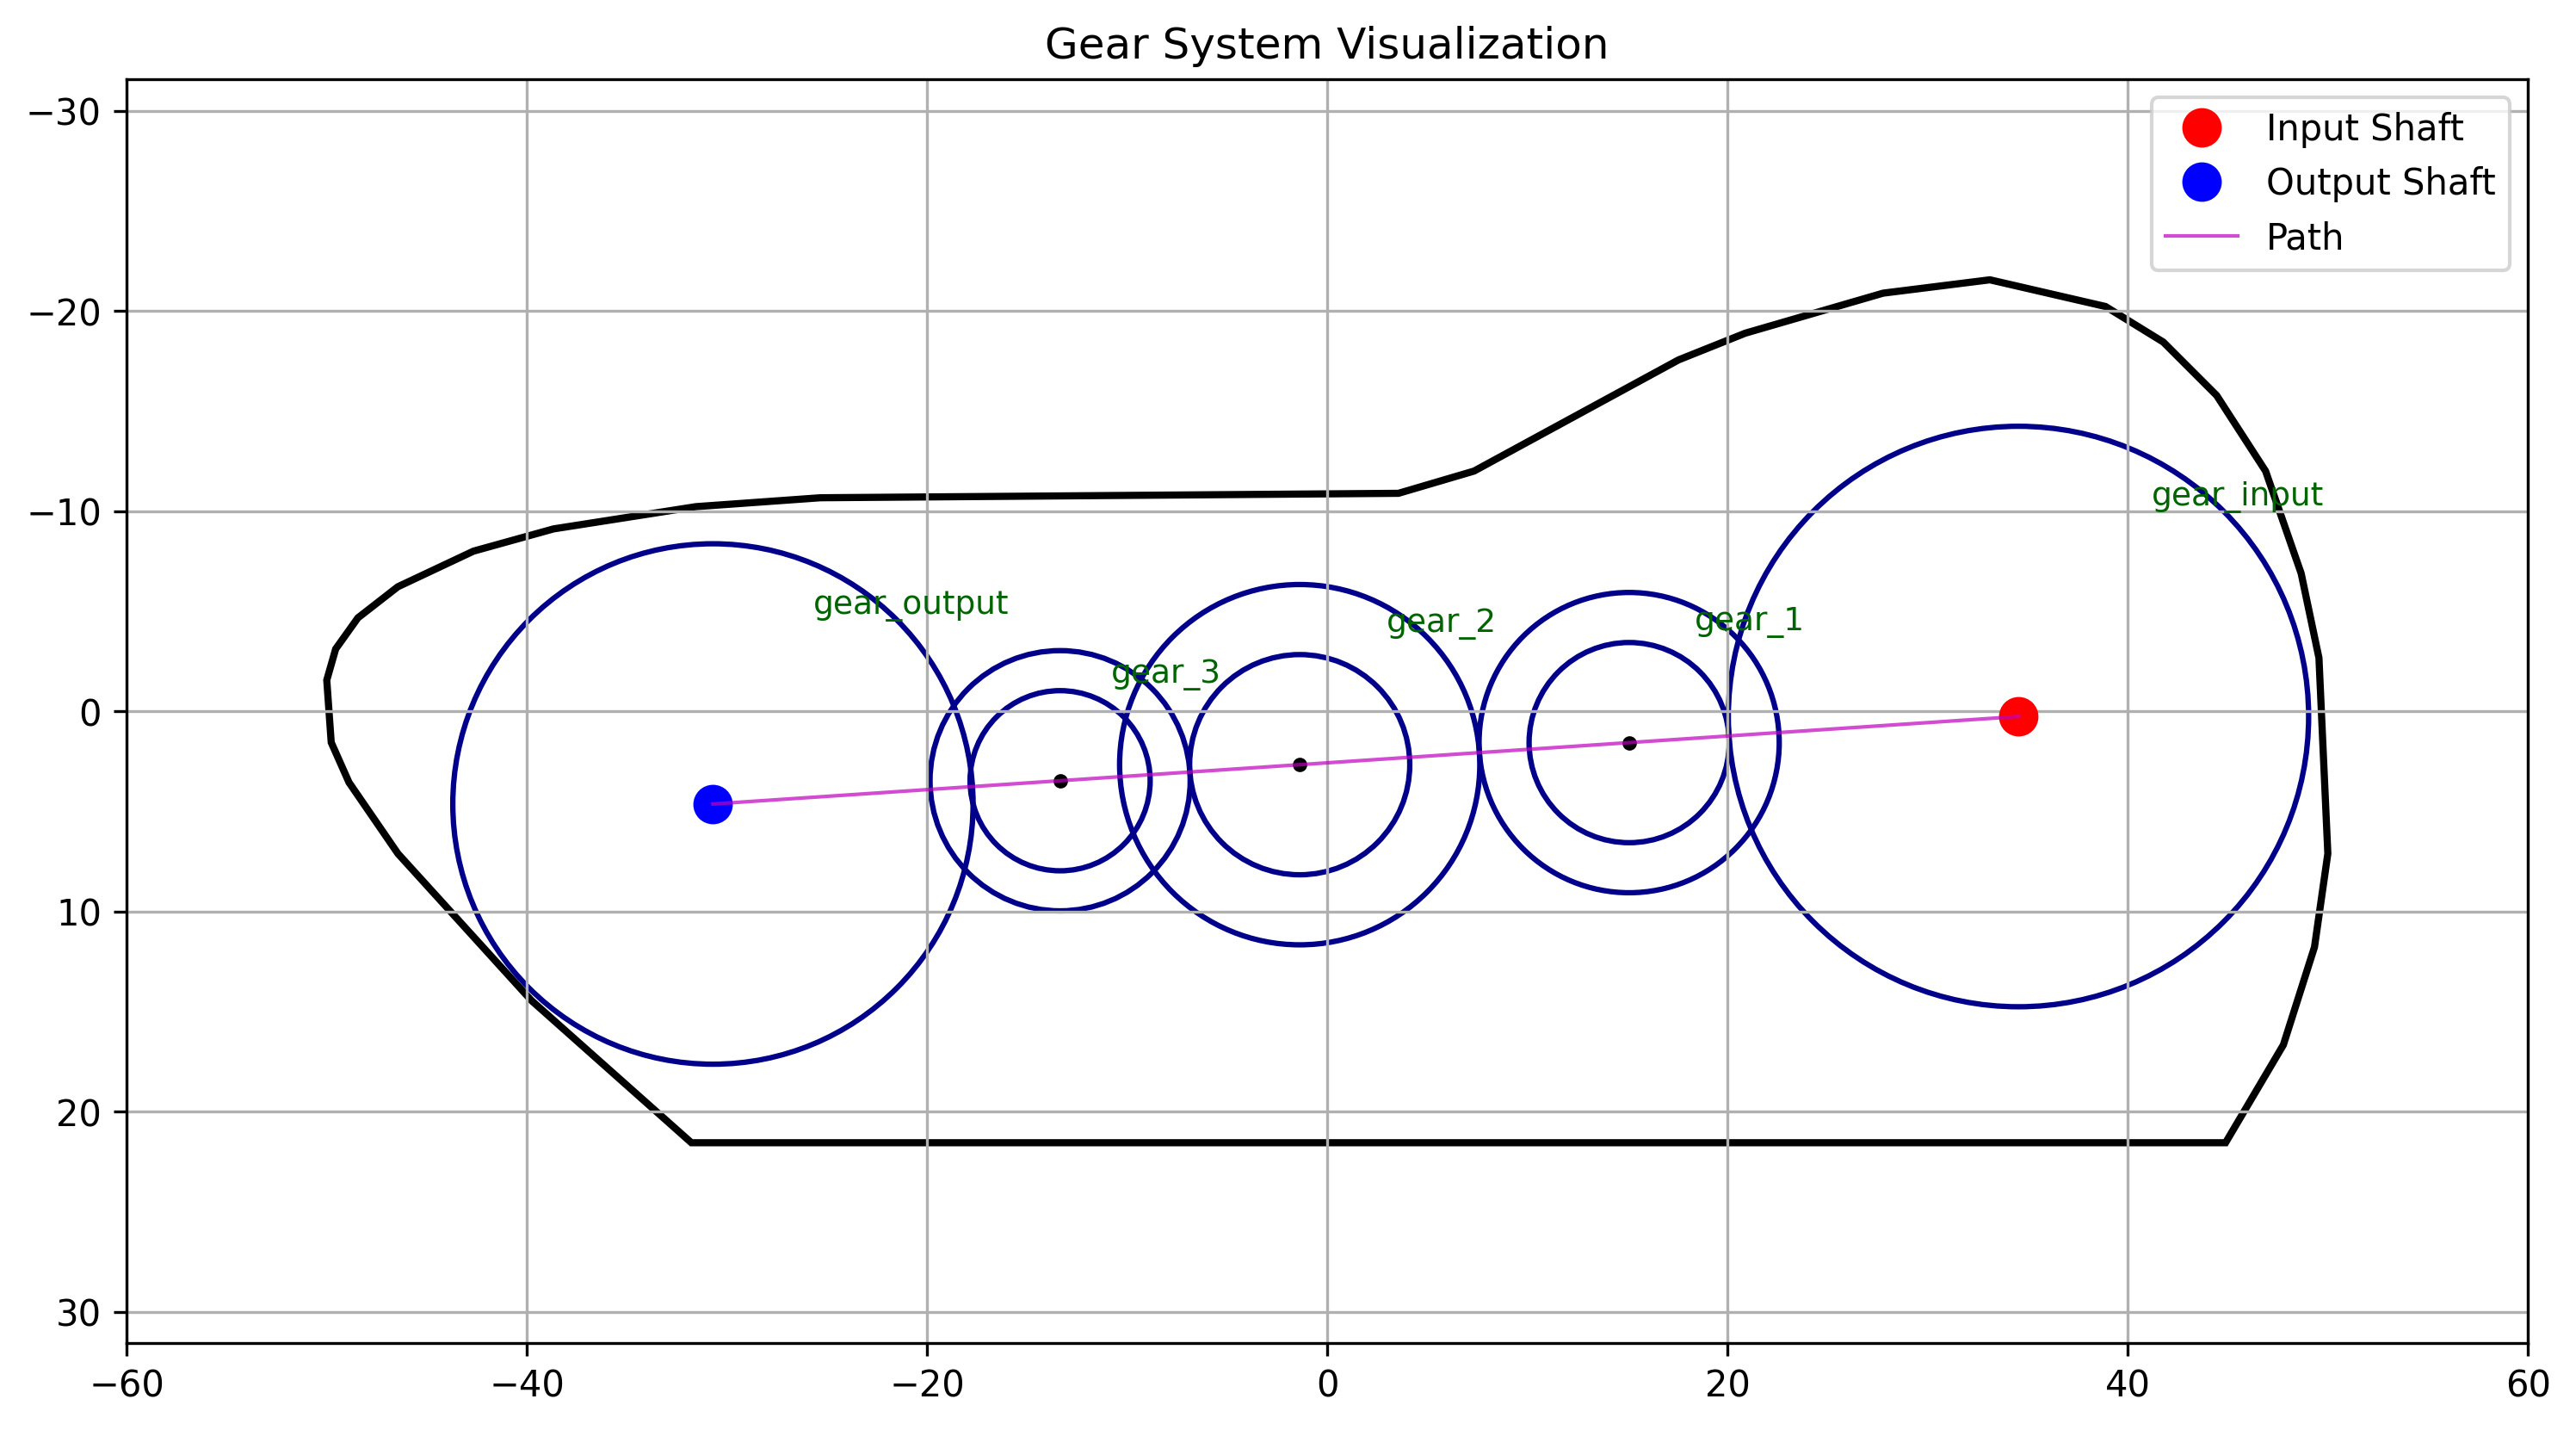 Gear System Visualization
−30
−20
−10
0
10
20
30
−60
−40
−20
0
20
40
60
Input Shaft
Output Shaft
Path
gear_input
gear_output
gear_2
gear_1
gear_3